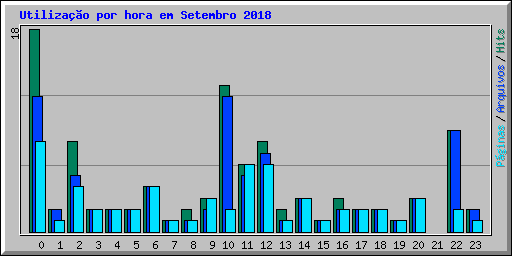 Utilização por hora em Setembro 2018
18
Páginas / Arquivos / Hits
0 1 2 3 4 5 6 7 8 9 10 11 12 13 14 15 16 17 18 19 20 21 22 23